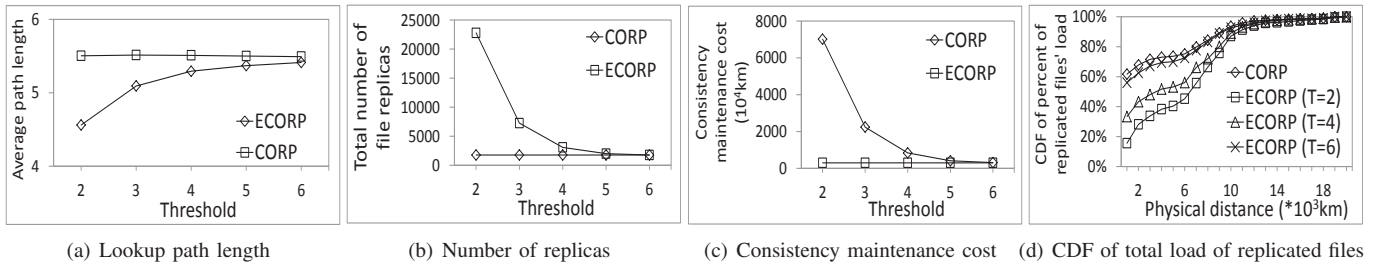 Average path length
6
5
4
ECORP
CORP
2 3 4 5 6
Threshold
(a) Lookup path length
Total number of
file replicas
25000
20000
15000
10000
5000
0
CORP
ECORP
2 3 4 5 6
Threshold
(b) Number of replicas
Consistency
maintenance cost
(10⁴km)
8000
6000
4000
2000
0
CORP
ECORP
2 3 4 5 6
Threshold
(c) Consistency maintenance cost
CDF of percent of
replicated files' load
100%
80%
60%
40%
20%
0%
CORP
ECORP (T=2)
ECORP (T=4)
ECORP (T=6)
2 6 10 14 18
Physical distance (*10³km)
(d) CDF of total load of replicated files